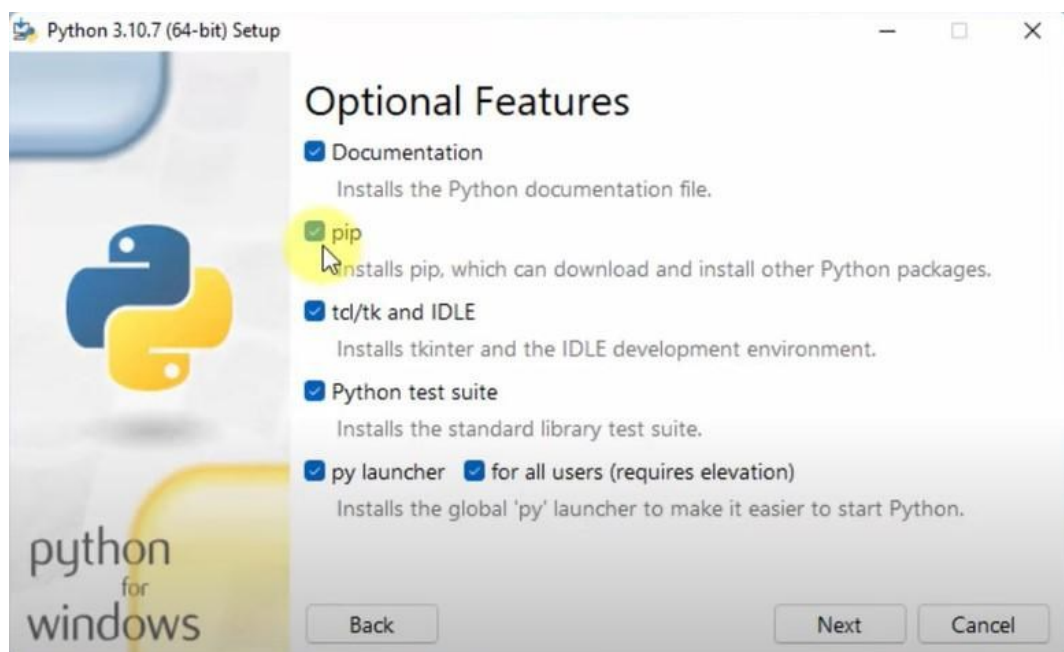 Python 3.10.7 (64-bit) Setup
Optional Features
Documentation
Installs the Python documentation file.
pip
Installs pip, which can download and install other Python packages.
tcl/tk and IDLE
Installs tkinter and the IDLE development environment.
Python test suite
Installs the standard library test suite.
py launcher for all users (requires elevation)
Installs the global 'py' launcher to make it easier to start Python.
python
for
windows
Back Next Cancel